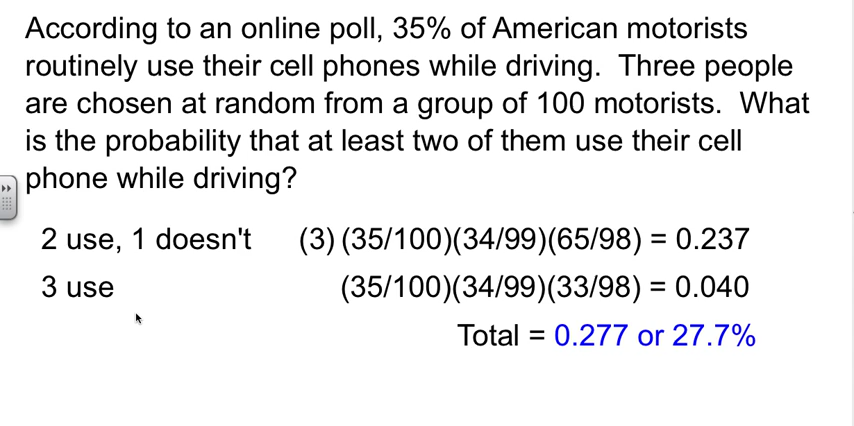 According to an online poll, 35% of American motorists
routinely use their cell phones while driving.  Three people
are chosen at random from a group of 100 motorists.  What
is the probability that at least two of them use their cell
phone while driving?
2 use, 1 doesn't (3) (35/100)(34/99)(65/98) = 0.237
3 use (35/100)(34/99)(33/98) = 0.040
Total = 0.277 or 27.7%